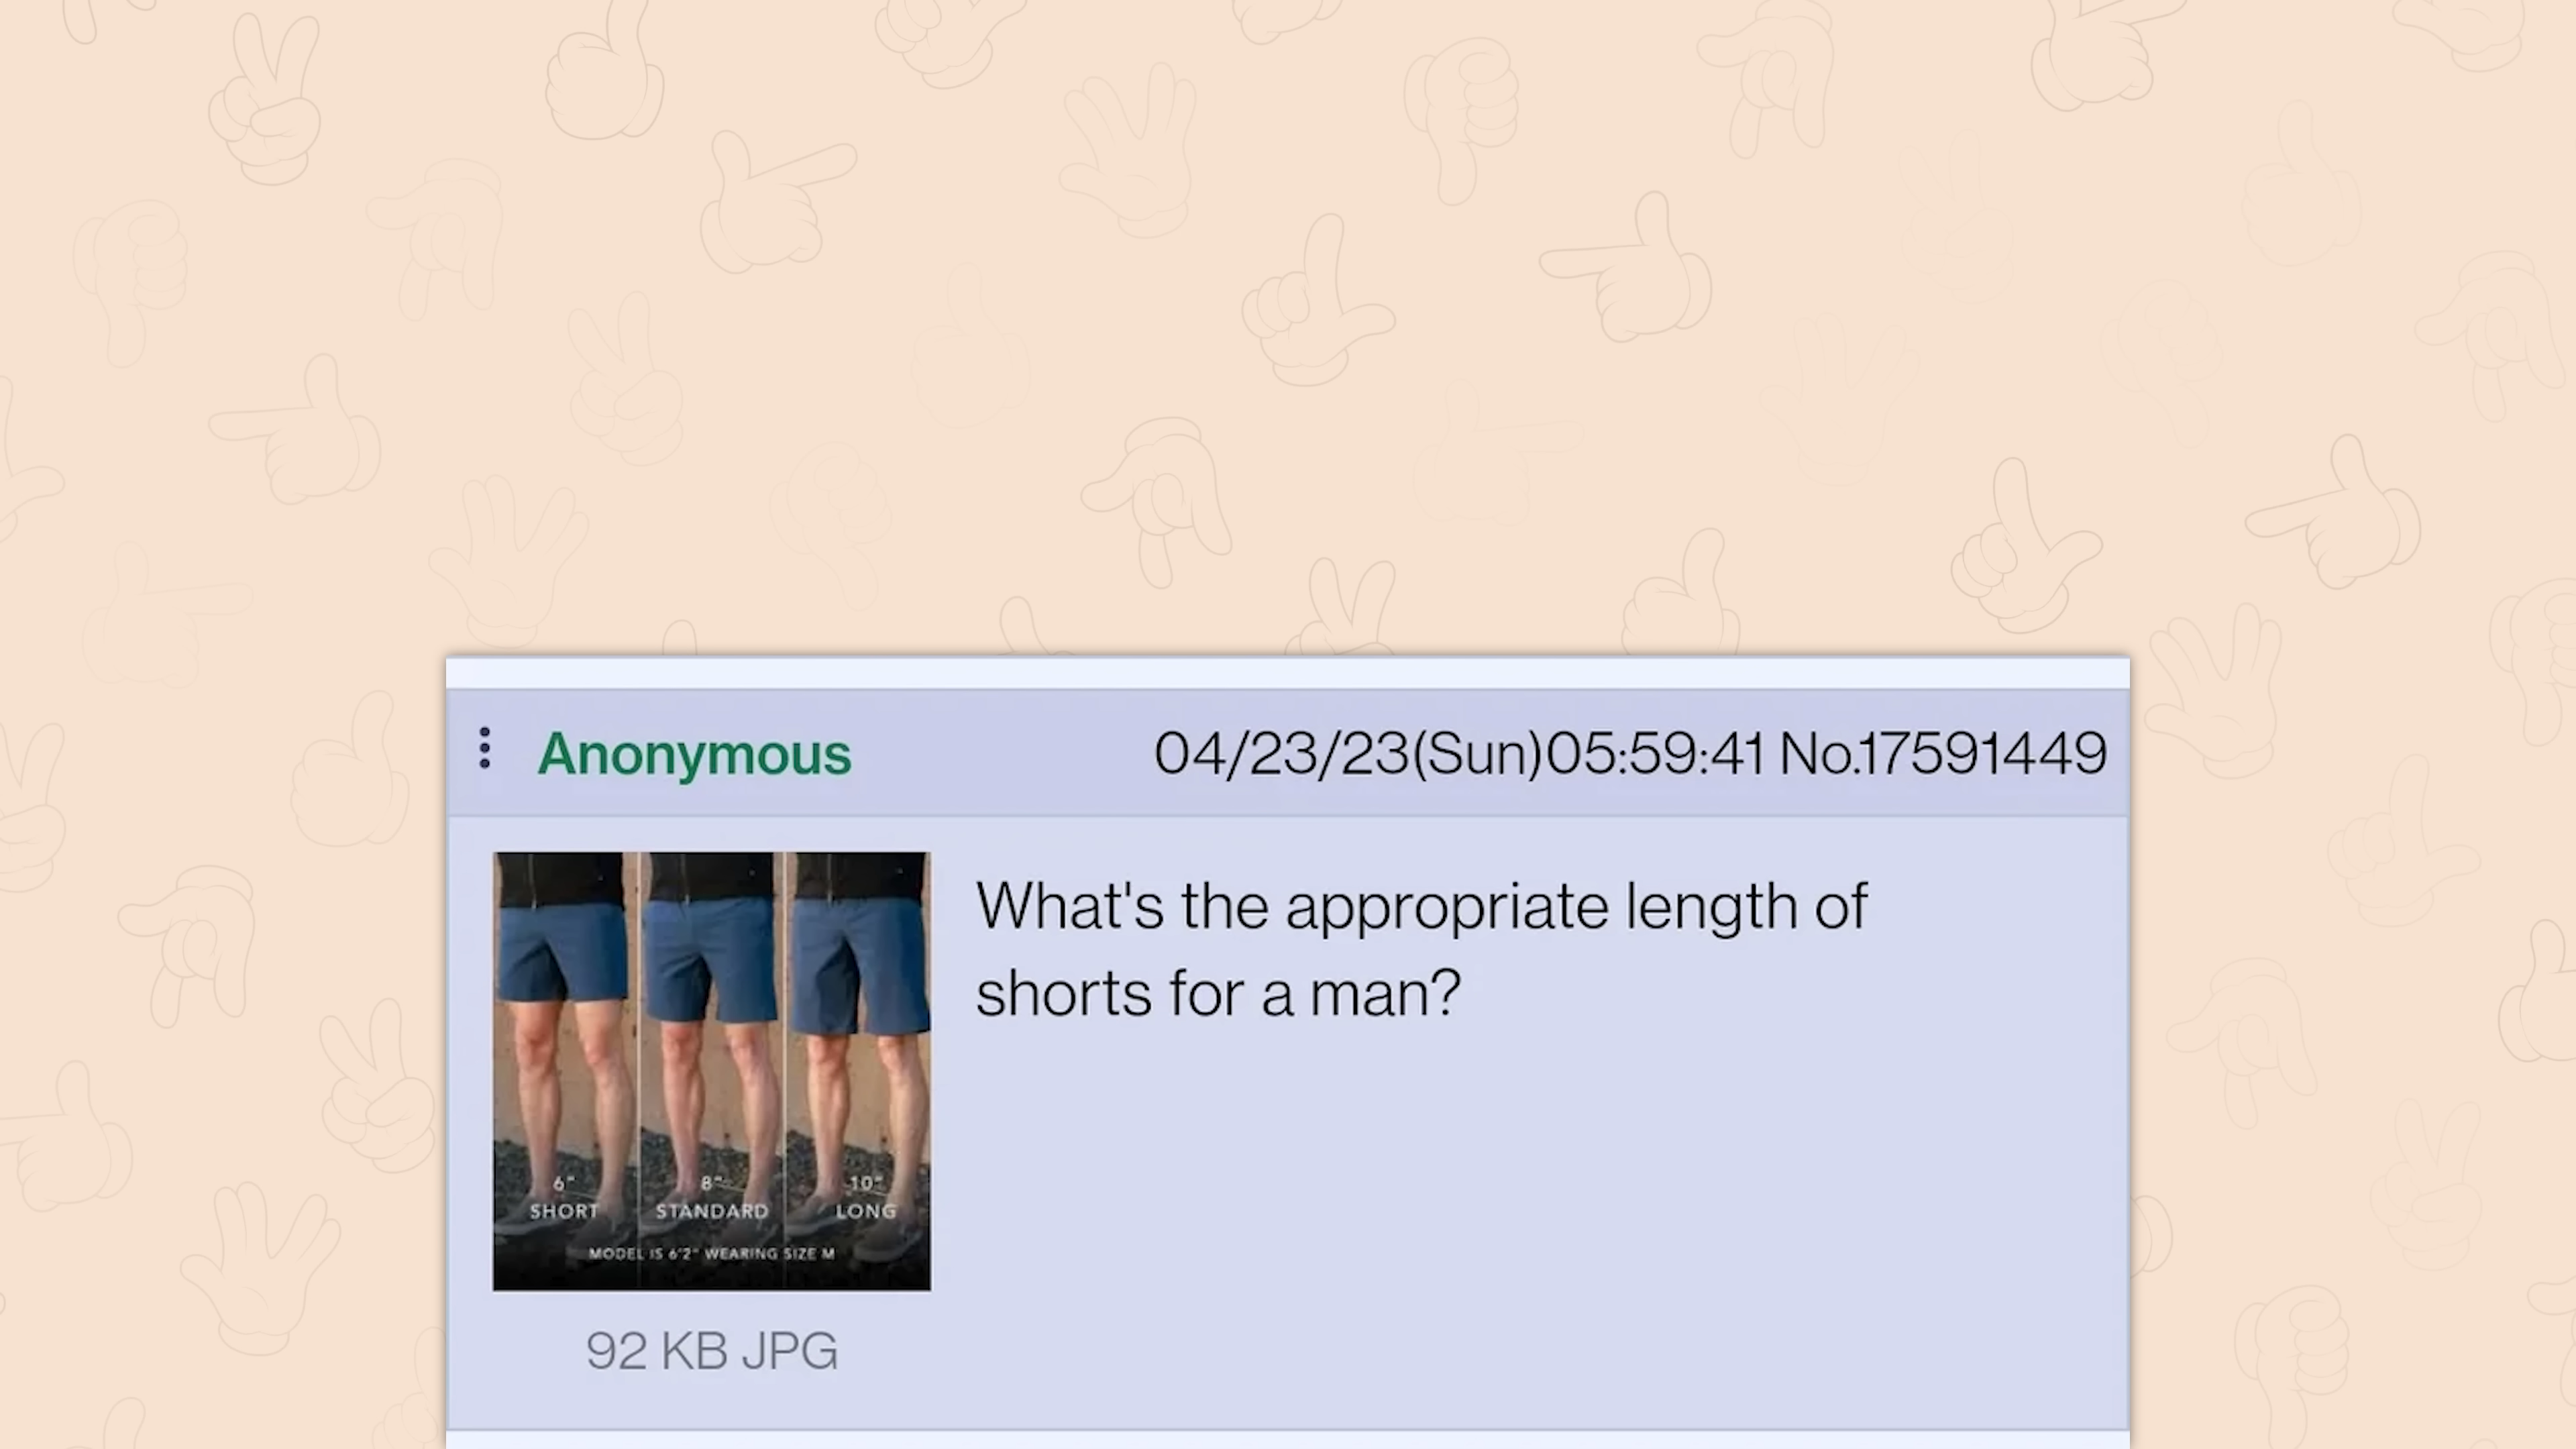 Anonymous 04/23/23(Sun)05:59:41 No.17591449
What's the appropriate length of
shorts for a man?
6" 8" 10"
SHORT STANDARD LONG
MODEL IS 6'2" WEARING SIZE M
92 KB JPG